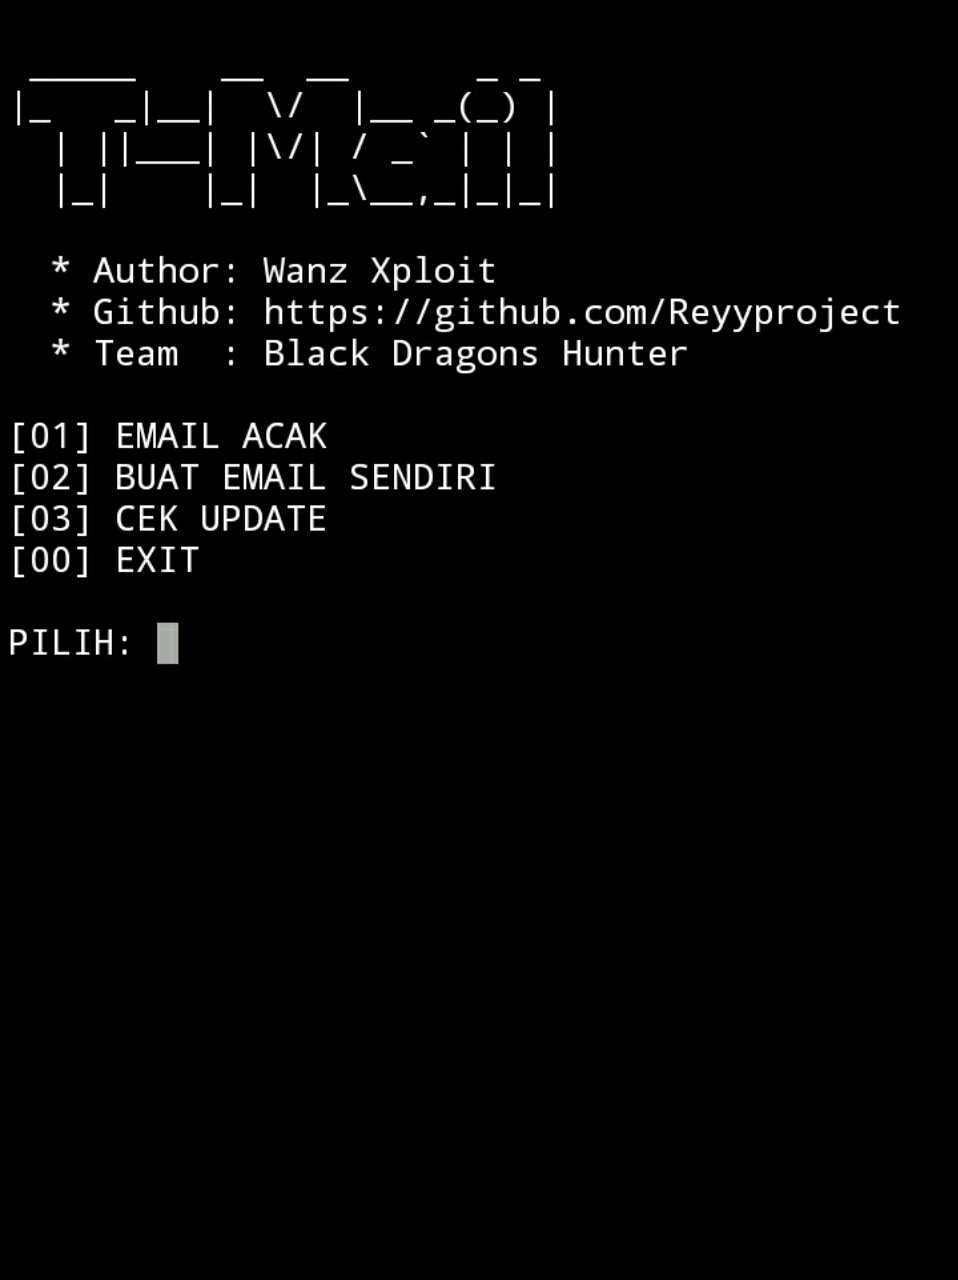 T-Mail
* Author: Wanz Xploit
* Github: https://github.com/Reyyproject
* Team  : Black Dragons Hunter
[01] EMAIL ACAK
[02] BUAT EMAIL SENDIRI
[03] CEK UPDATE
[00] EXIT
PILIH: